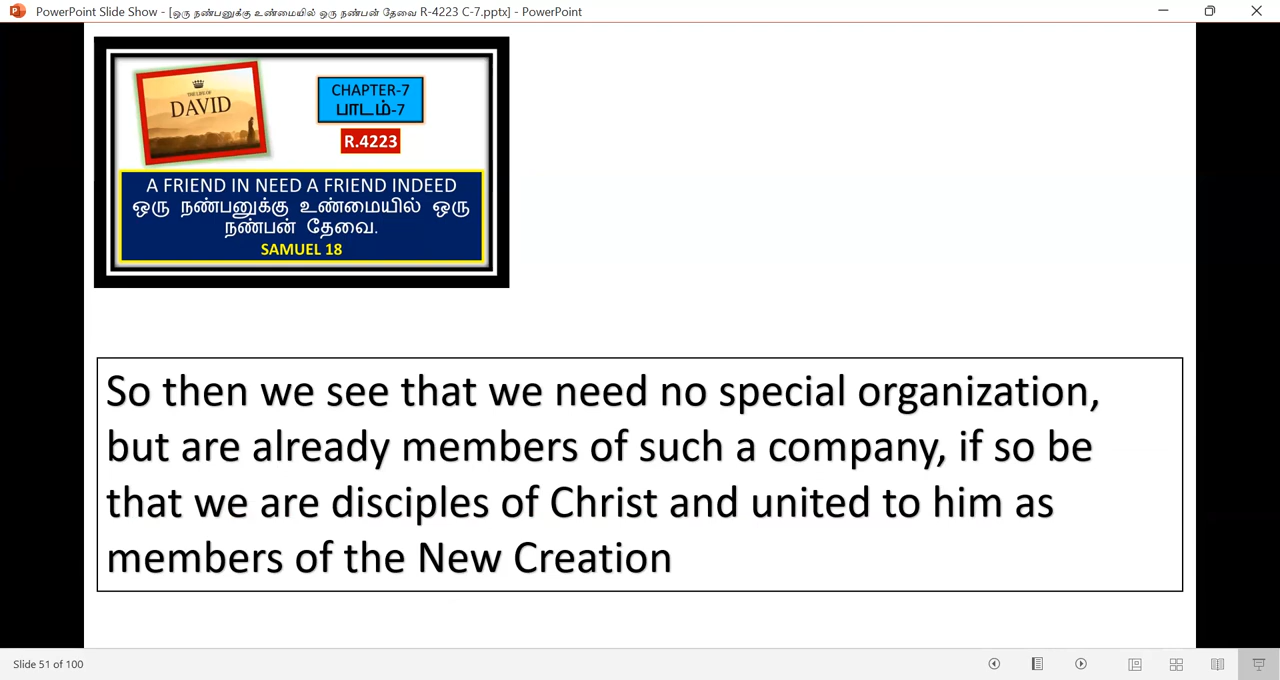 PowerPoint Slide Show - [ஒரு நண்பனுக்கு உண்மையில் ஒரு நண்பன் தேவை R-4223 C-7.pptx] - PowerPoint
THE LIFE OF
DAVID
CHAPTER-7
பாடம்-7
R.4223
A FRIEND IN NEED A FRIEND INDEED
ஒரு நண்பனுக்கு உண்மையில் ஒரு
நண்பன் தேவை.
SAMUEL 18
So then we see that we need no special organization,
but are already members of such a company, if so be
that we are disciples of Christ and united to him as
members of the New Creation
Slide 51 of 100